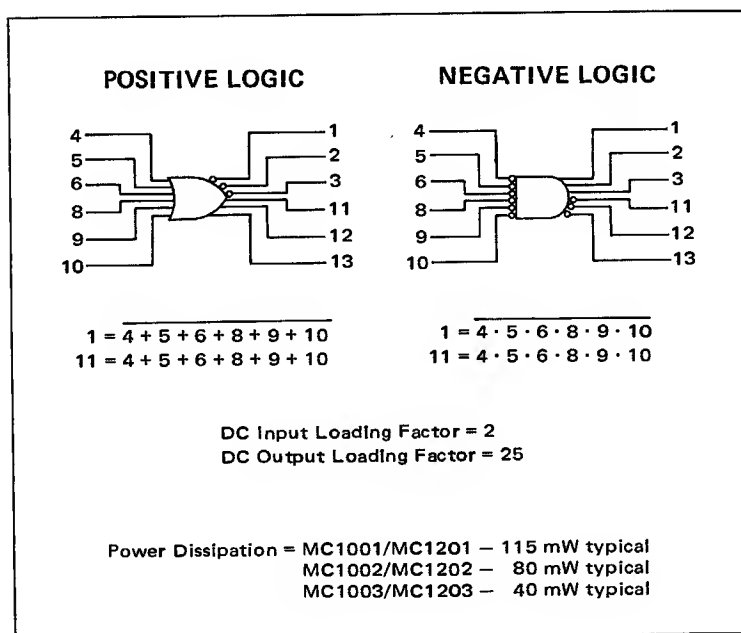 POSITIVE LOGIC
4
5
6
8
9
10
1
2
3
11
12
13
1 = \overline{4 + 5 + 6 + 8 + 9 + 10}
11 = 4 + 5 + 6 + 8 + 9 + 10
NEGATIVE LOGIC
4
5
6
8
9
10
1
2
3
11
12
13
1 = \overline{4 · 5 · 6 · 8 · 9 · 10}
11 = 4 · 5 · 6 · 8 · 9 · 10
DC Input Loading Factor = 2
DC Output Loading Factor = 25
Power Dissipation = MC1001/MC1201 – 115 mW typical
MC1002/MC1202 – 80 mW typical
MC1003/MC1203 – 40 mW typical